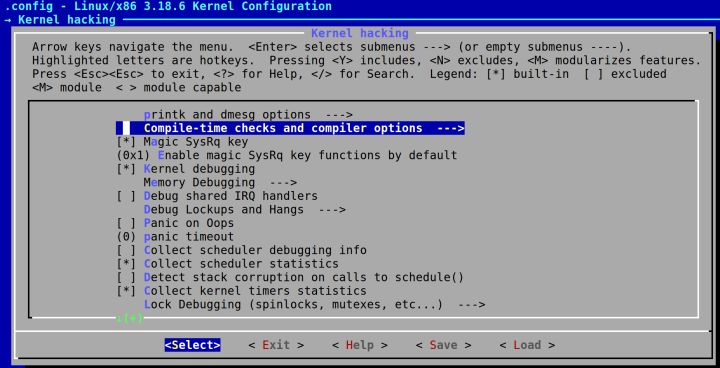 .config - Linux/x86 3.18.6 Kernel Configuration
→ Kernel hacking
Kernel hacking
Arrow keys navigate the menu.  <Enter> selects submenus ---> (or empty submenus ----).
Highlighted letters are hotkeys.  Pressing <Y> includes, <N> excludes, <M> modularizes features.
Press <Esc><Esc> to exit, <?> for Help, </> for Search.  Legend: [*] built-in  [ ] excluded
<M> module  < > module capable
printk and dmesg options  --->
Compile-time checks and compiler options  --->
[*] Magic SysRq key
(0x1) Enable magic SysRq key functions by default
[*] Kernel debugging
Memory Debugging  --->
[ ] Debug shared IRQ handlers
Debug Lockups and Hangs  --->
[ ] Panic on Oops
(0) panic timeout
[ ] Collect scheduler debugging info
[*] Collect scheduler statistics
[ ] Detect stack corruption on calls to schedule()
[*] Collect kernel timers statistics
Lock Debugging (spinlocks, mutexes, etc...)  --->
↓(+)
<Select>    < Exit >    < Help >    < Save >    < Load >